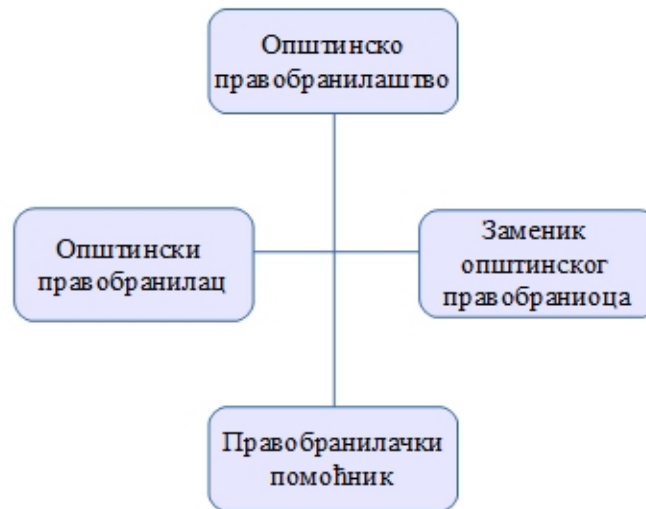 Општинско
правобранилаштво
Општински
правобранилац
Заменик
општинског
правобраниоца
Правобранилачки
помоћник